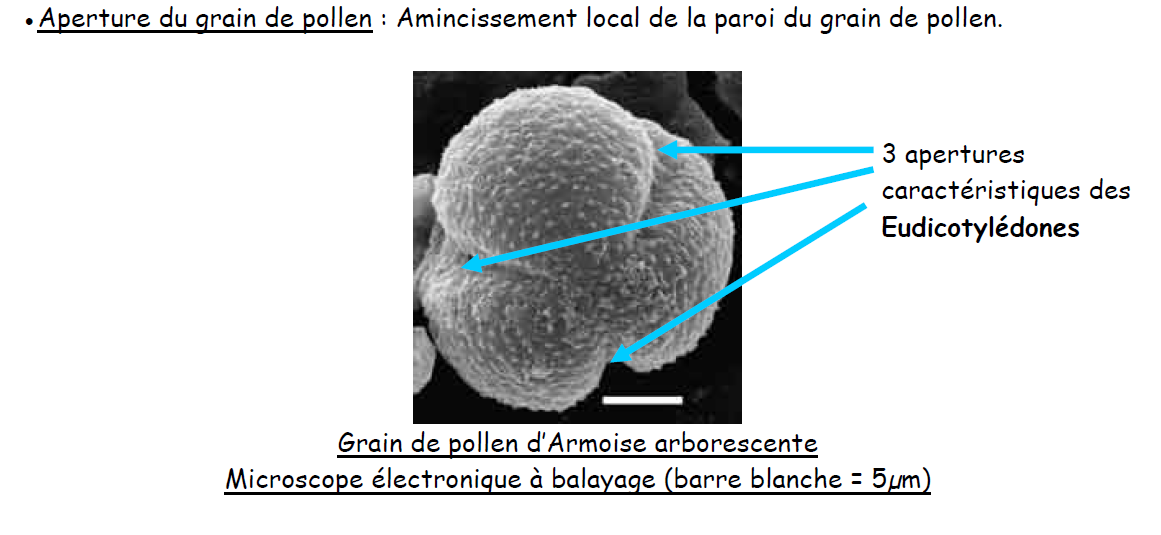 • Aperture du grain de pollen : Amincissement local de la paroi du grain de pollen.
3 apertures
caractéristiques des
Eudicotylédones
Grain de pollen d’Armoise arborescente
Microscope électronique à balayage (barre blanche = 5µm)